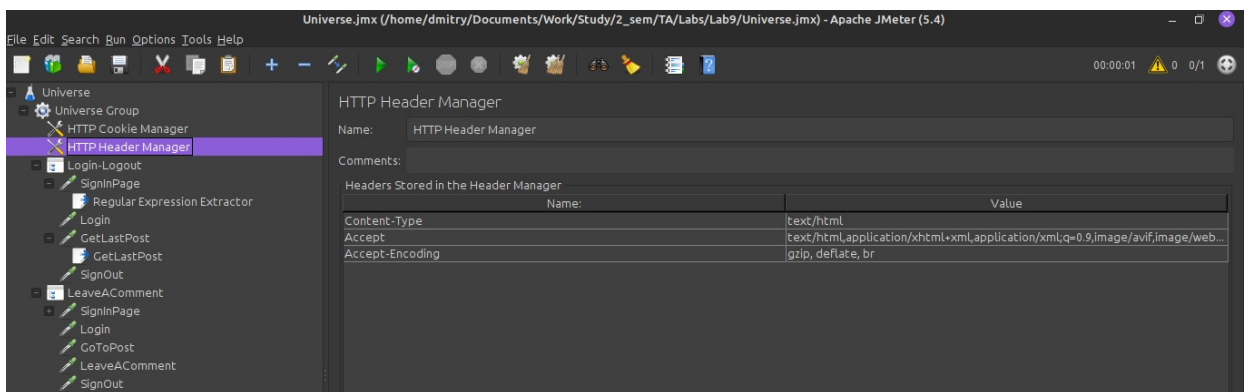 Universe.jmx (/home/dmitry/Documents/Work/Study/2_sem/TA/Labs/Lab9/Universe.jmx) - Apache JMeter (5.4)
File Edit Search Run Options Tools Help
00:00:01 0 0/1
Universe
Universe Group
HTTP Cookie Manager
HTTP Header Manager
Login-Logout
SignInPage
Regular Expression Extractor
Login
GetLastPost
GetLastPost
SignOut
LeaveAComment
SignInPage
Login
GoToPost
LeaveAComment
SignOut
HTTP Header Manager
Name: HTTP Header Manager
Comments:
Headers Stored in the Header Manager
Name: Value
Content-Type text/html
Accept text/html,application/xhtml+xml,application/xml;q=0.9,image/avif,image/web...
Accept-Encoding gzip, deflate, br